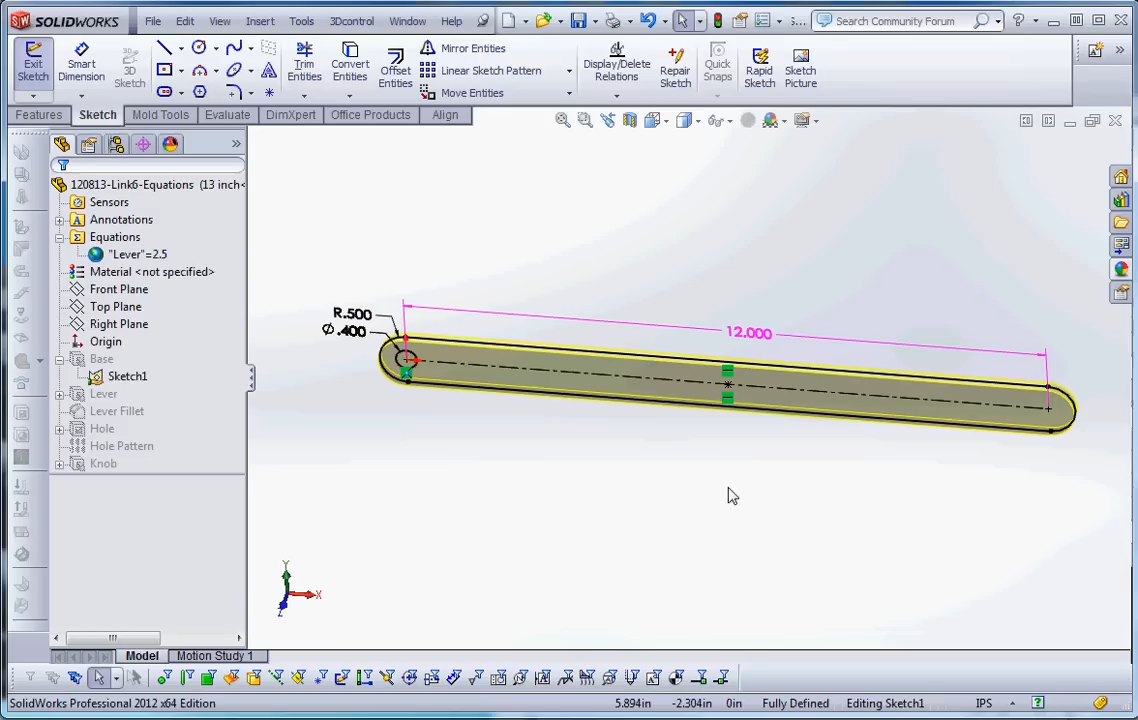 SOLIDWORKS File Edit View Insert Tools 3Dcontrol Window Help S... Search Community Forum
Exit Sketch
Smart Dimension
3D Sketch
Trim Entities
Convert Entities
Offset Entities
Mirror Entities
Linear Sketch Pattern
Move Entities
Display/Delete Relations
Repair Sketch
Quick Snaps
Rapid Sketch
Sketch Picture
Features Sketch Mold Tools Evaluate DimXpert Office Products Align
120813-Link6-Equations (13 inch<
Sensors
Annotations
Equations
"Lever"=2.5
Material <not specified>
Front Plane
Top Plane
Right Plane
Origin
Base
Sketch1
Lever
Lever Fillet
Hole
Hole Pattern
Knob
R.500
Ø.400
12.000
Y
X
Z
Model Motion Study 1
SolidWorks Professional 2012 x64 Edition 5.894in -2.304in 0in Fully Defined Editing Sketch1 IPS